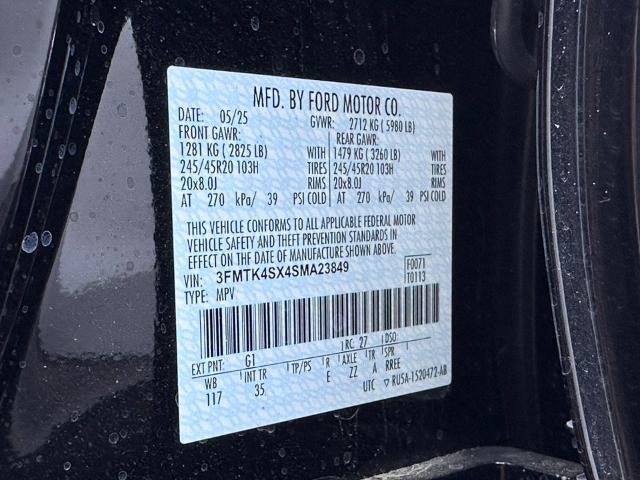 MFD. BY FORD MOTOR CO.
DATE: 05/25 GVWR: 2712 KG ( 5980 LB)
FRONT GAWR: REAR GAWR:
1281 KG ( 2825 LB) WITH 1479 KG ( 3260 LB) WITH
245/45R20 103H TIRES 245/45R20 103H TIRES
20x8.0J RIMS 20x8.0J RIMS
AT 270 kPa/ 39 PSI COLD AT 270 kPa/ 39 PSI COLD
THIS VEHICLE CONFORMS TO ALL APPLICABLE FEDERAL MOTOR
VEHICLE SAFETY AND THEFT PREVENTION STANDARDS IN
EFFECT ON THE DATE OF MANUFACTURE SHOWN ABOVE.
VIN: 3FMTK4SX4SMA23849 F0071
TYPE: MPV T0113
RC: 27 DSO:
EXT PNT: G1
WB INT TR TP/PS R AXLE TR SPR
117 35 E ZZ A RREE
UTC ▽RU5A-1520472-AB